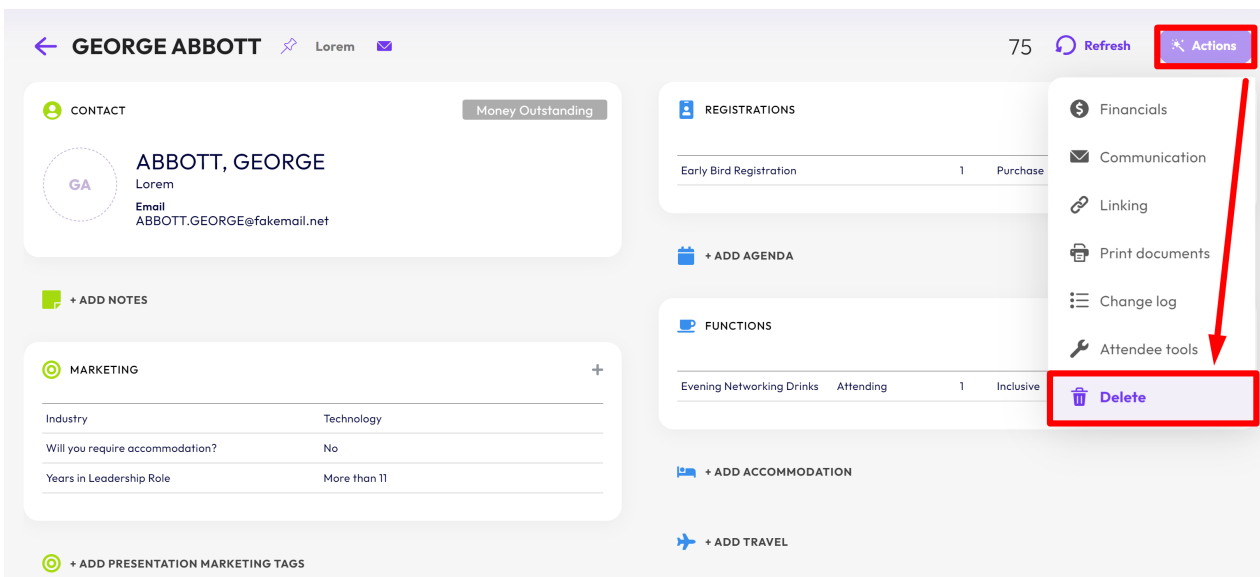 GEORGE ABBOTT Lorem 75 Refresh Actions
CONTACT Money Outstanding
GA
ABBOTT, GEORGE
Lorem
Email
ABBOTT.GEORGE@fakemail.net
+ ADD NOTES
MARKETING +
Industry Technology
Will you require accommodation? No
Years in Leadership Role More than 11
+ ADD PRESENTATION MARKETING TAGS
REGISTRATIONS
Early Bird Registration 1 Purchase
+ ADD AGENDA
FUNCTIONS
Evening Networking Drinks Attending 1 Inclusive
+ ADD ACCOMMODATION
+ ADD TRAVEL
Financials
Communication
Linking
Print documents
Change log
Attendee tools
Delete